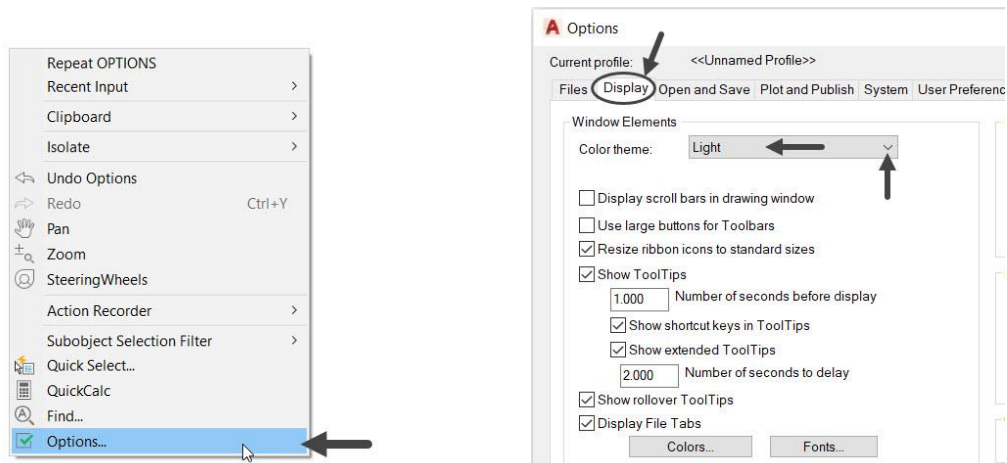 Repeat OPTIONS
Recent Input
Clipboard
Isolate
Undo Options
Redo Ctrl+Y
Pan
Zoom
SteeringWheels
Action Recorder
Subobject Selection Filter
Quick Select...
QuickCalc
Find...
Options...
A Options
Current profile: <<Unnamed Profile>>
Files Display Open and Save Plot and Publish System User Preferenc
Window Elements
Color theme: Light
Display scroll bars in drawing window
Use large buttons for Toolbars
Resize ribbon icons to standard sizes
Show ToolTips
1.000 Number of seconds before display
Show shortcut keys in ToolTips
Show extended ToolTips
2.000 Number of seconds to delay
Show rollover ToolTips
Display File Tabs
Colors... Fonts...